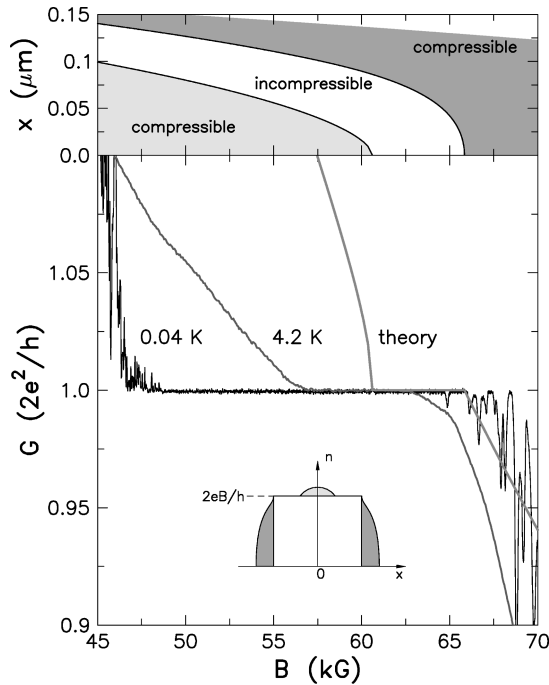 0.15
0.1
0.05
0.0
x (μm)
compressible
incompressible
compressible
1.05
1.0
0.95
0.9
G (2e²/h)
0.04 K
4.2 K
theory
n
2eB/h
0
x
45
50
55
60
65
70
B (kG)